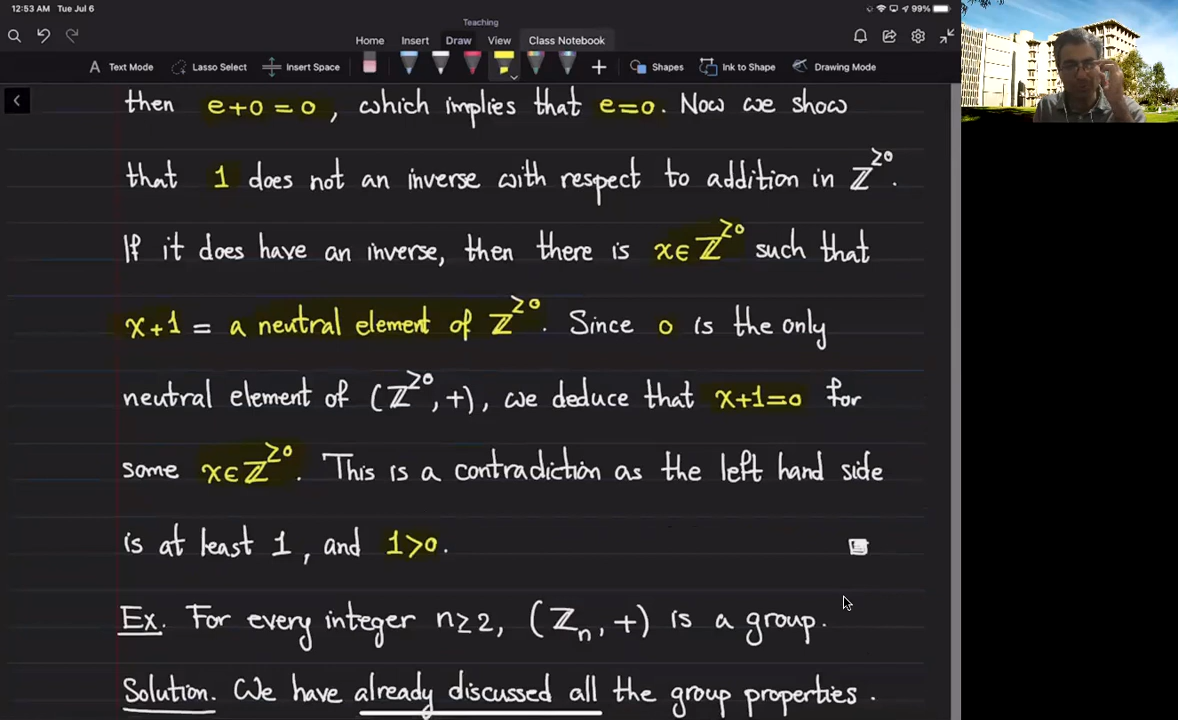 12:53 AM Tue Jul 6
99%
Teaching
Home Insert Draw View Class Notebook
Text Mode Lasso Select Insert Space Shapes Ink to Shape Drawing Mode
then e+0=0, which implies that e=0. Now we show
that 1 does not an inverse with respect to addition in ℤ^≥0.
If it does have an inverse, then there is x∈ℤ^≥0 such that
x+1 = a neutral element of ℤ^≥0. Since 0 is the only
neutral element of (ℤ^≥0, +), we deduce that x+1=0 for
some x∈ℤ^≥0. This is a contradiction as the left hand side
is at least 1, and 1>0.
Ex. For every integer n≥2, (ℤ_n, +) is a group.
Solution. We have already discussed all the group properties.